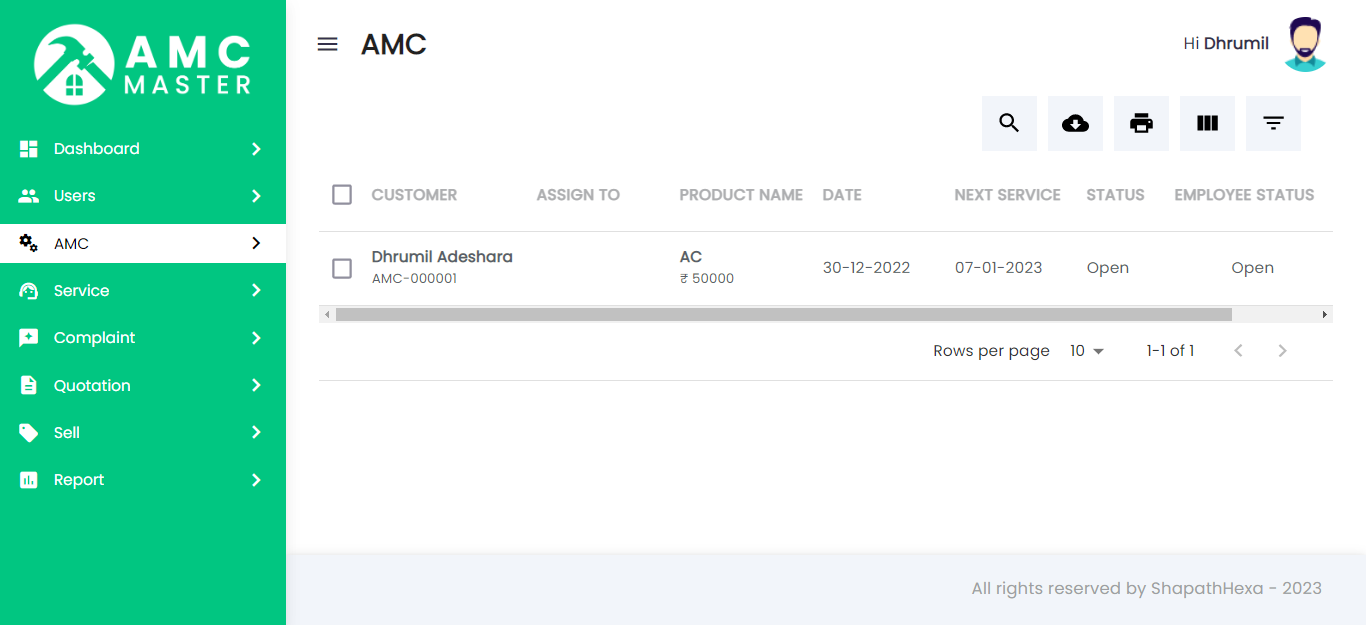 AMC
MASTER
Dashboard
Users
AMC
Service
Complaint
Quotation
Sell
Report
AMC
Hi Dhrumil
CUSTOMER ASSIGN TO PRODUCT NAME DATE NEXT SERVICE STATUS EMPLOYEE STATUS
Dhrumil Adeshara AC
30-12-2022 07-01-2023 Open Open
AMC-000001 ₹ 50000
Rows per page 10 1-1 of 1
All rights reserved by ShapathHexa - 2023